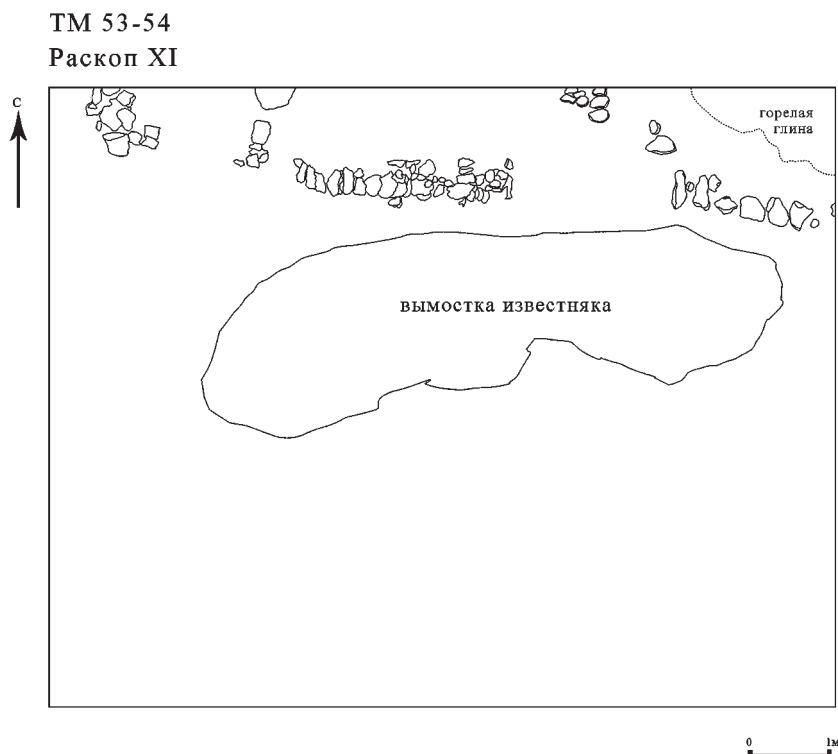 ТМ 53-54
Раскоп XI
с
горелая
глина
вымостка известняка
0 1м